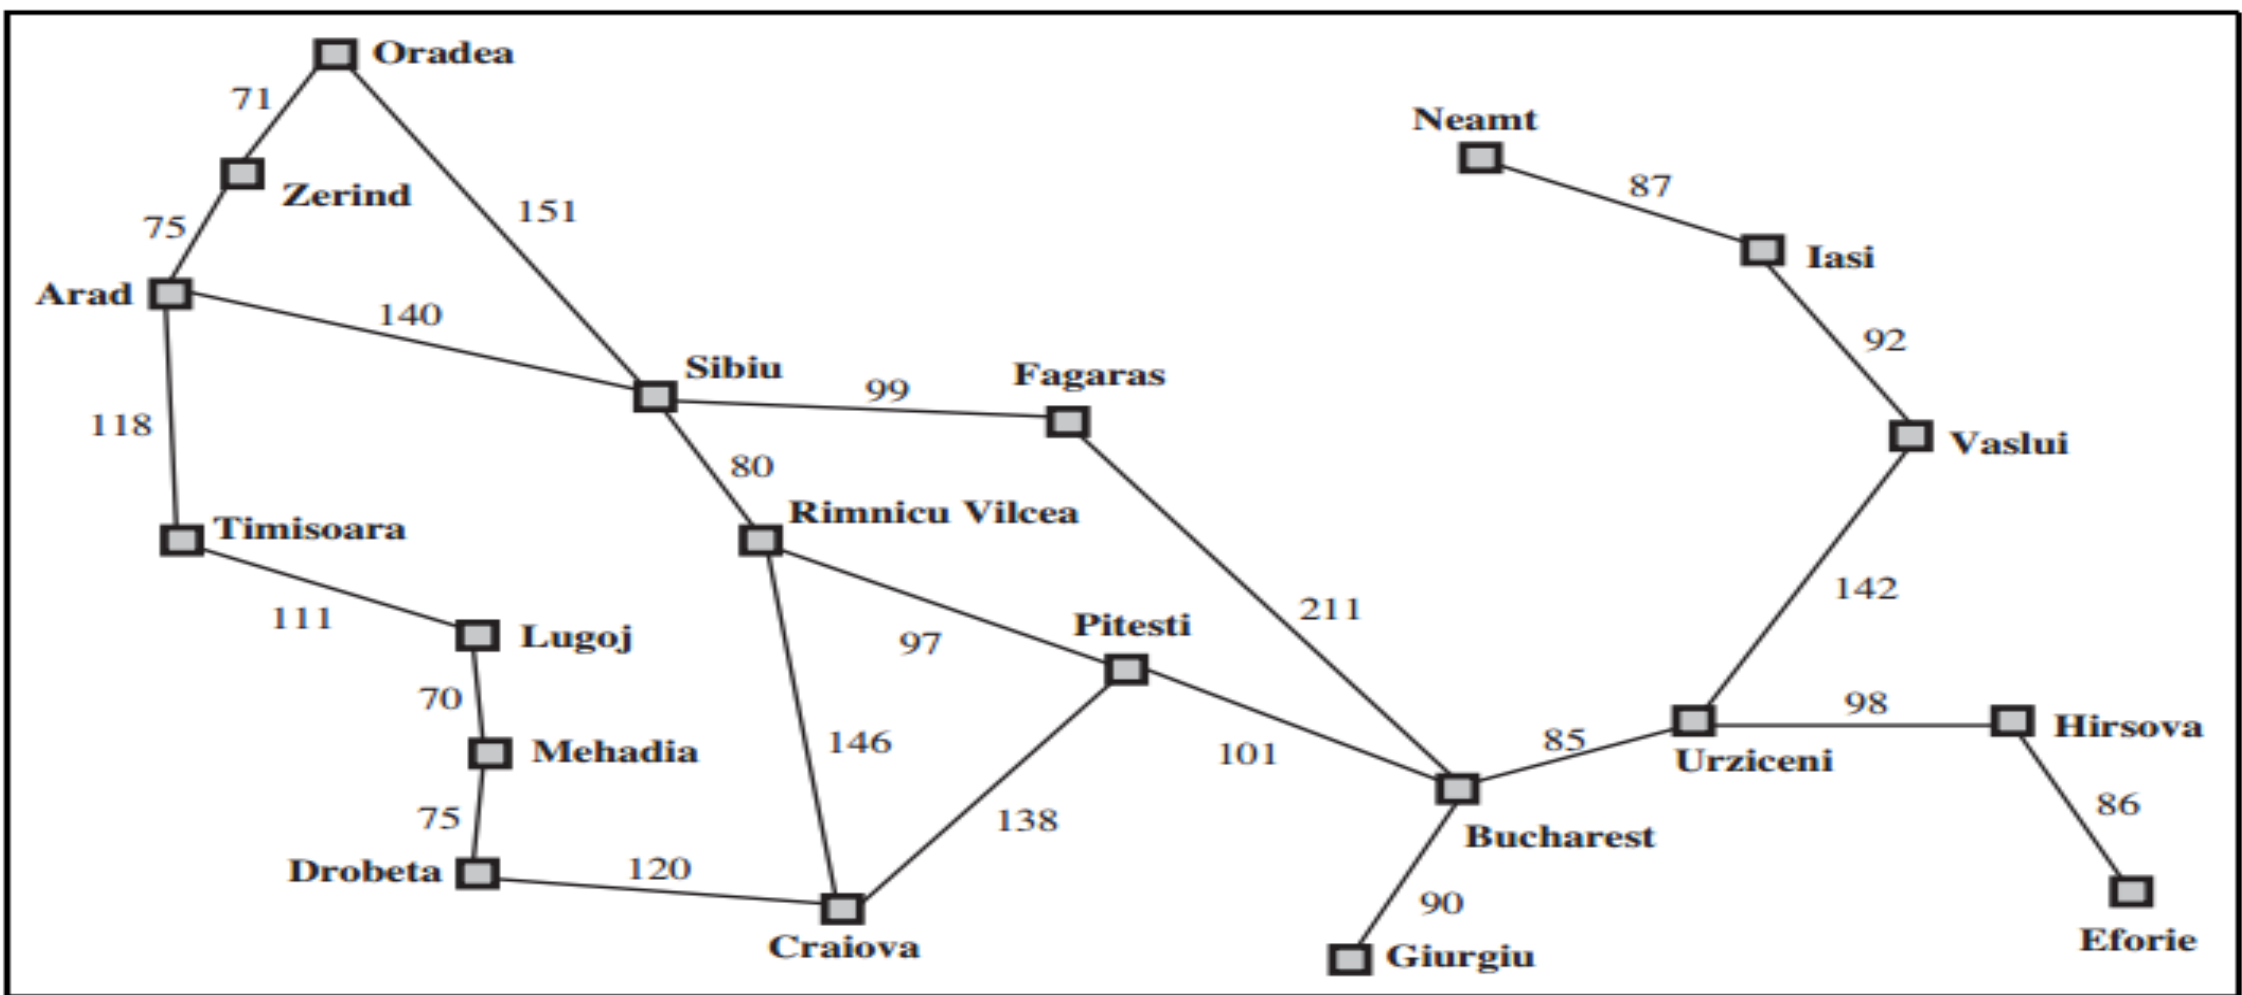 Oradea
71
Neamt
87
Zerind
151
75
Iasi
Arad
140
92
Sibiu
Fagaras
99
118
Vaslui
80
Timisoara
Rimnicu Vilcea
142
211
111
Lugoj
Pitesti
97
70
98
Mehadia
146
101
85
Hirsova
Urziceni
75
138
86
Bucharest
Drobeta
120
90
Craiova
Giurgiu
Eforie